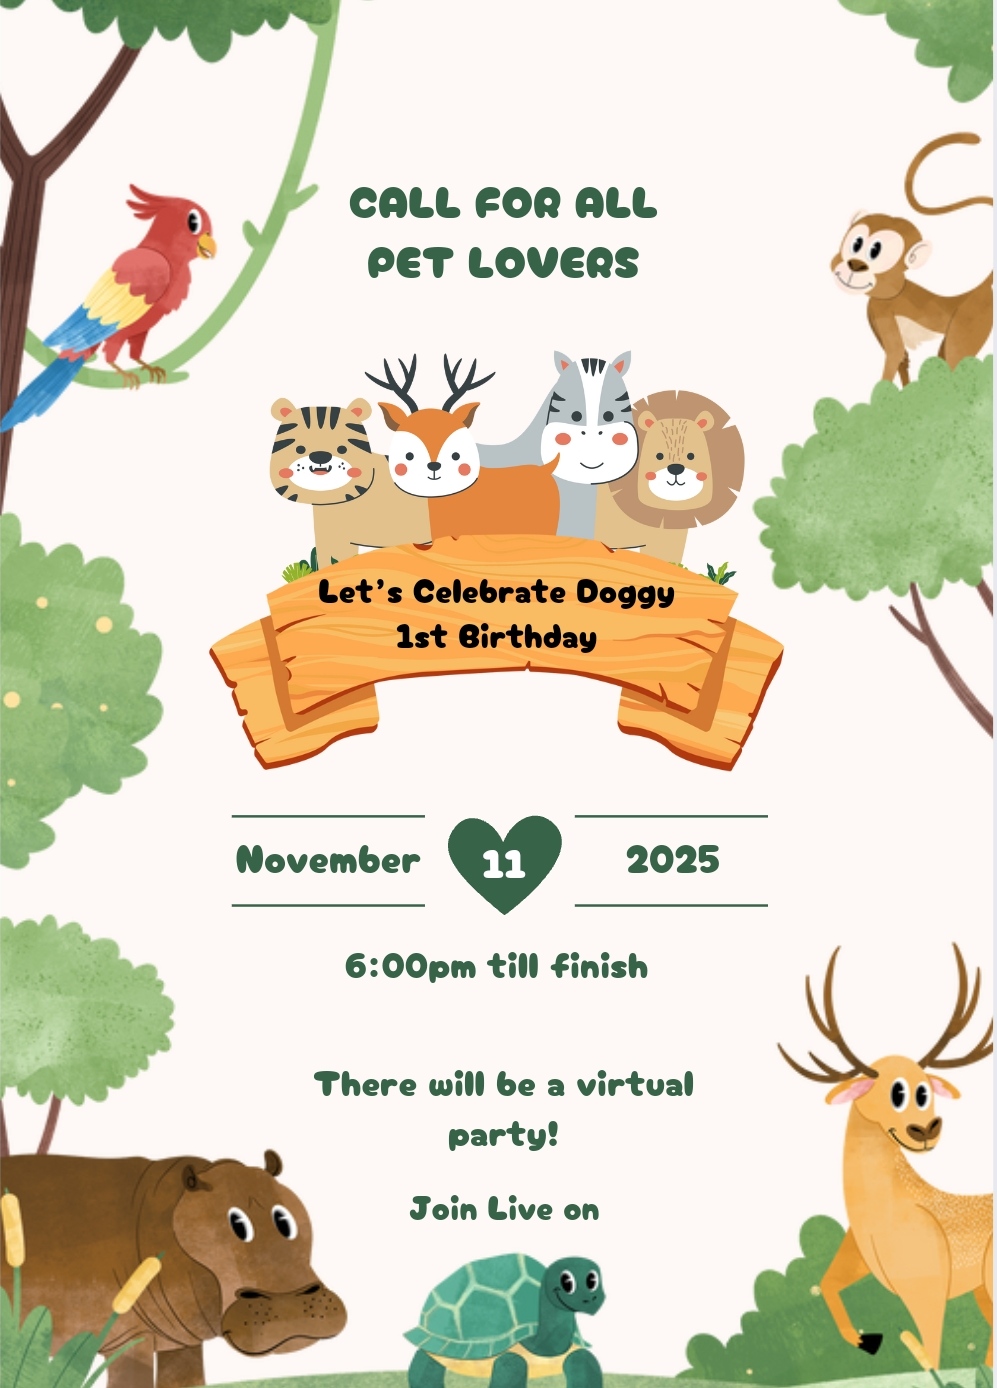 CALL FOR ALL
PET LOVERS
Let's Celebrate Doggy
1st Birthday
November 11 2025
6:00pm till finish
There will be a virtual
party!
Join Live on